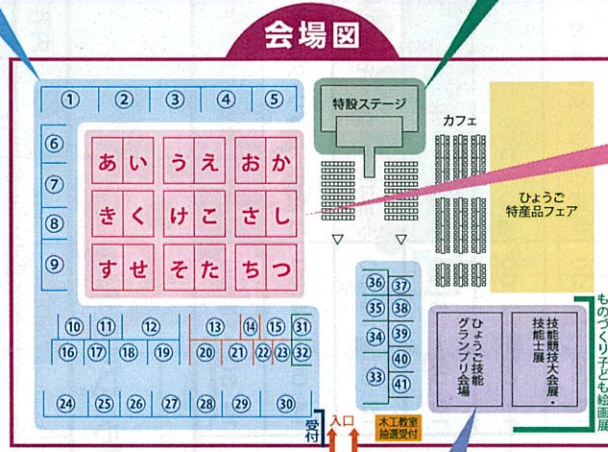 会場図
① ② ③ ④ ⑤
特設ステージ
カフェ
⑥
⑦
⑧
⑨
あ い う え お か
き く け こ さ し
す せ そ た ち つ
ひょうご
特産品フェア
⑩ ⑪ ⑫ ⑬ ⑭ ⑮ ㉛
⑯ ⑰ ⑱ ⑲ ⑳ ㉑ ㉒ ㉓ ㉜
㉔ ㉕ ㉖ ㉗ ㉘ ㉙ ㉚
㊱ ㊲
㉟ ㊳
㉞ ㊴
㊵
㉝ ㊶
ひょうご技能
グランプリ会場
技能競技大会展・
技能士展
ものづくり子ども絵画展
受付
入口
木工教室
抽選受付